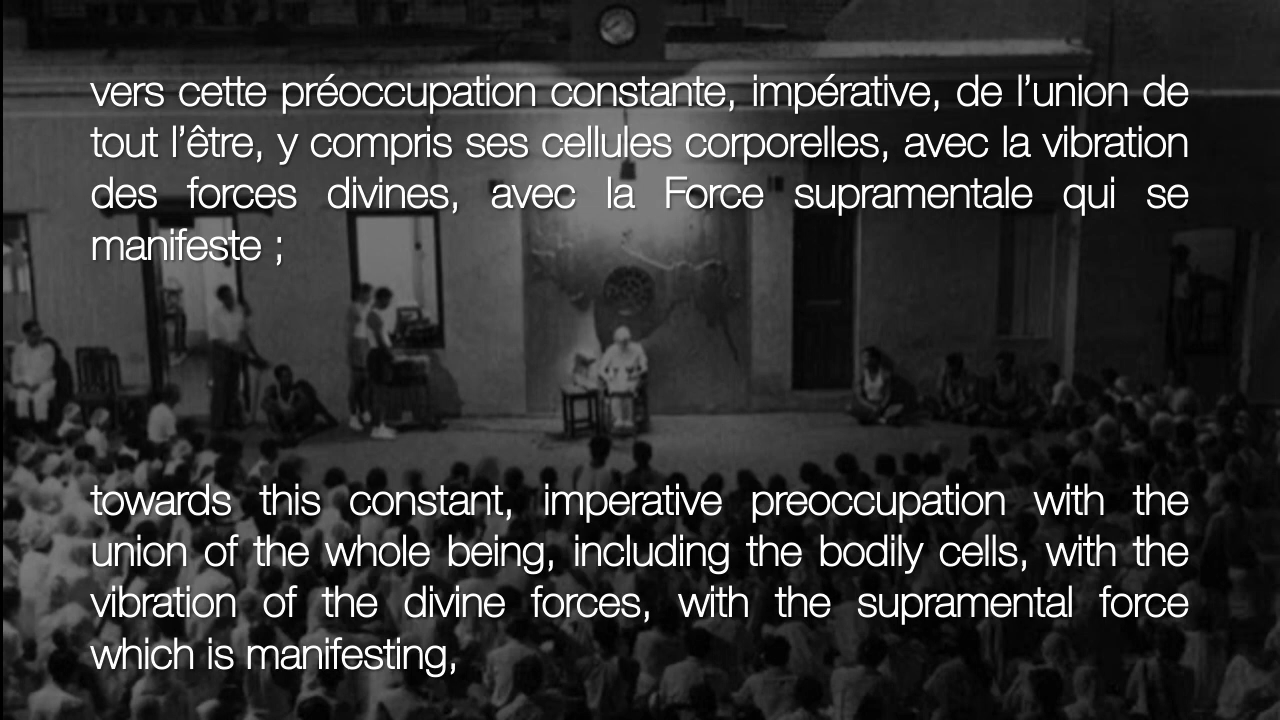 vers cette préoccupation constante, impérative, de l’union de
tout l’être, y compris ses cellules corporelles, avec la vibration
des forces divines, avec la Force supramentale qui se
manifeste ;
towards this constant, imperative preoccupation with the
union of the whole being, including the bodily cells, with the
vibration of the divine forces, with the supramental force
which is manifesting,